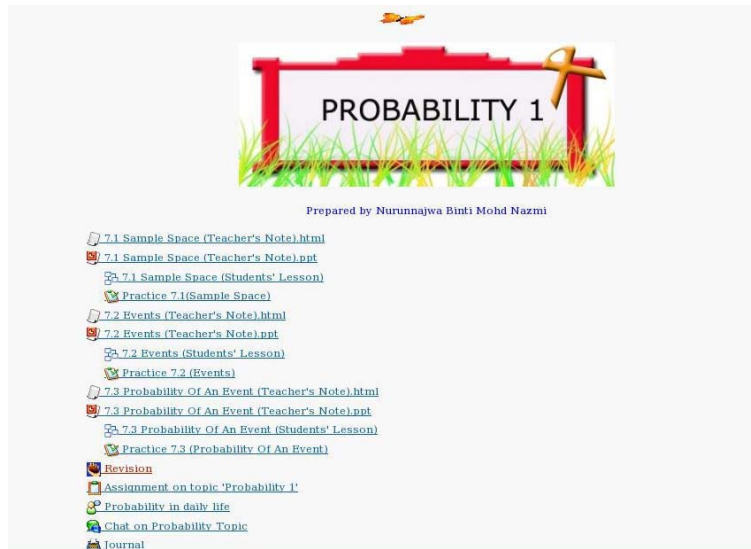 PROBABILITY 1
Prepared by Nurunnajwa Binti Mohd Nazmi
7.1 Sample Space (Teacher's Note).html
7.1 Sample Space (Teacher's Note).ppt
7.1 Sample Space (Students' Lesson)
Practice 7.1(Sample Space)
7.2 Events (Teacher's Note).html
7.2 Events (Teacher's Note).ppt
7.2 Events (Students' Lesson)
Practice 7.2 (Events)
7.3 Probability Of An Event (Teacher's Note).html
7.3 Probability Of An Event (Teacher's Note).ppt
7.3 Probability Of An Event (Students' Lesson)
Practice 7.3 (Probability Of An Event)
Revision
Assignment on topic 'Probability 1'
Probability in daily life
Chat on Probability Topic
Journal